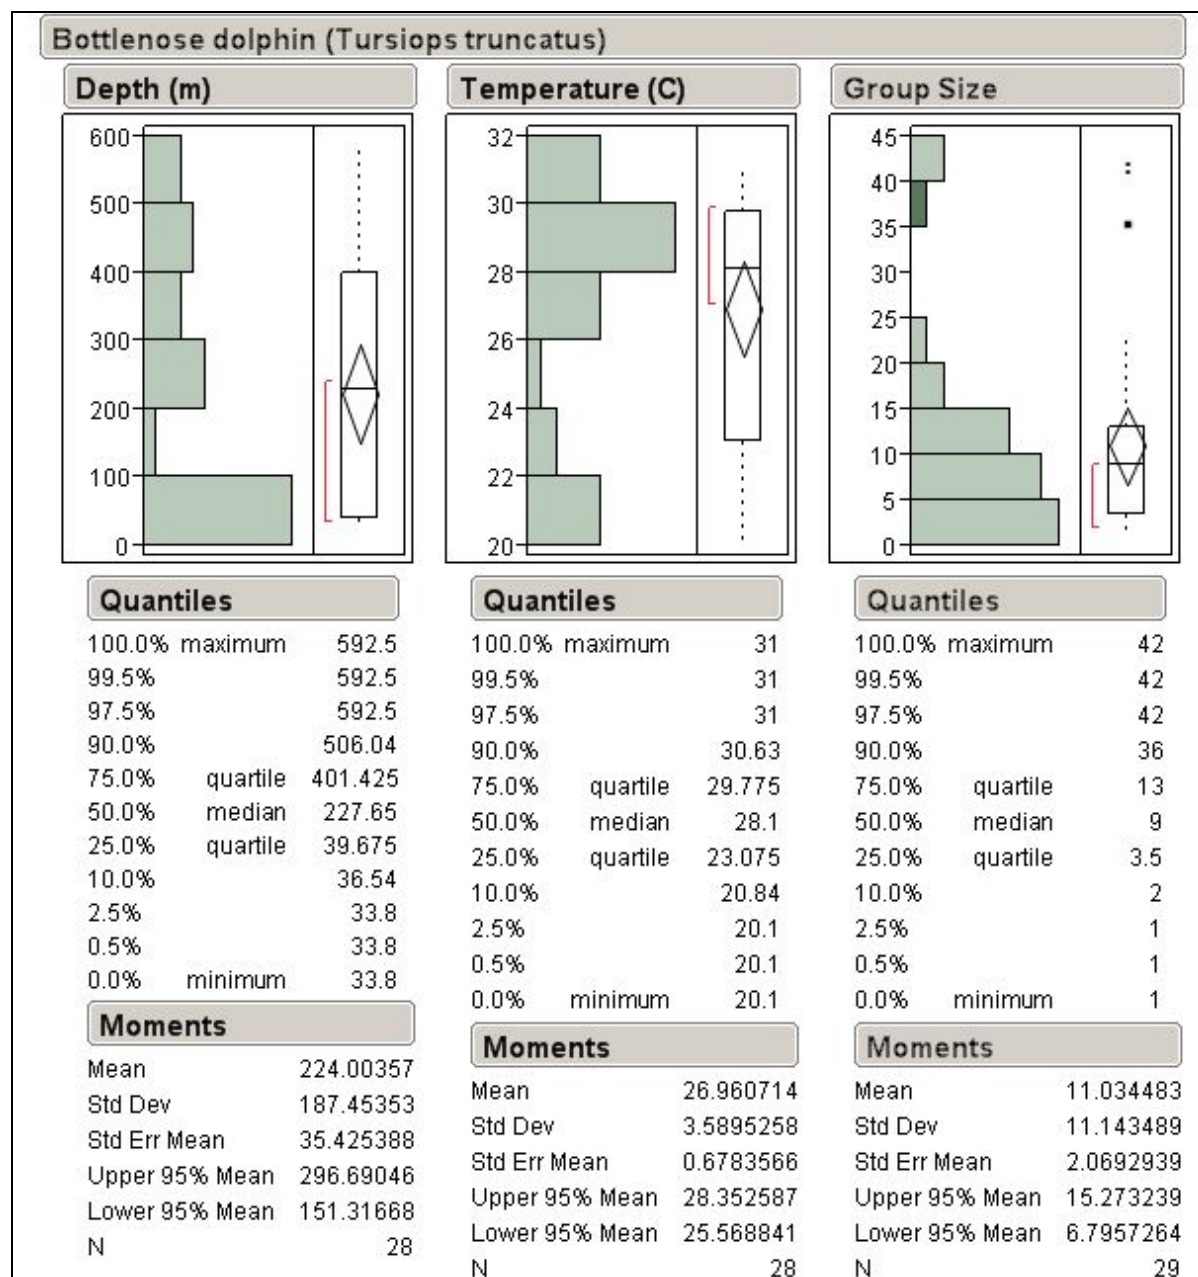 Bottlenose dolphin (Tursiops truncatus)
Depth (m)
600
500
400
300
200
100
0
Quantiles
100.0% maximum 592.5
99.5% 592.5
97.5% 592.5
90.0% 506.04
75.0% quartile 401.425
50.0% median 227.65
25.0% quartile 39.675
10.0% 36.54
2.5% 33.8
0.5% 33.8
0.0% minimum 33.8
Moments
Mean 224.00357
Std Dev 187.45353
Std Err Mean 35.425388
Upper 95% Mean 296.69046
Lower 95% Mean 151.31668
N 28
Temperature (C)
32
30
28
26
24
22
20
Quantiles
100.0% maximum 31
99.5% 31
97.5% 31
90.0% 30.63
75.0% quartile 29.775
50.0% median 28.1
25.0% quartile 23.075
10.0% 20.84
2.5% 20.1
0.5% 20.1
0.0% minimum 20.1
Moments
Mean 26.960714
Std Dev 3.5895258
Std Err Mean 0.6783566
Upper 95% Mean 28.352587
Lower 95% Mean 25.568841
N 28
Group Size
45
40
35
30
25
20
15
10
5
0
Quantiles
100.0% maximum 42
99.5% 42
97.5% 42
90.0% 36
75.0% quartile 13
50.0% median 9
25.0% quartile 3.5
10.0% 2
2.5% 1
0.5% 1
0.0% minimum 1
Moments
Mean 11.034483
Std Dev 11.143489
Std Err Mean 2.0692939
Upper 95% Mean 15.273239
Lower 95% Mean 6.7957264
N 29